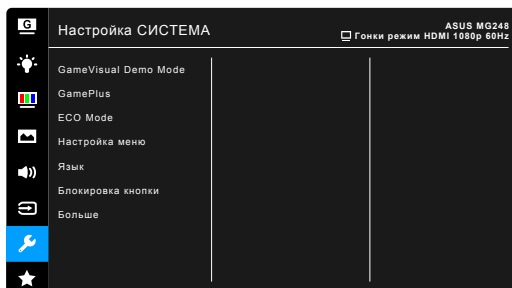 G
Настройка СИСТЕМА
ASUS MG248
Гонки режим HDMI 1080p 60Hz
GameVisual Demo Mode
GamePlus
ECO Mode
Настройка меню
Язык
Блокировка кнопки
Больше